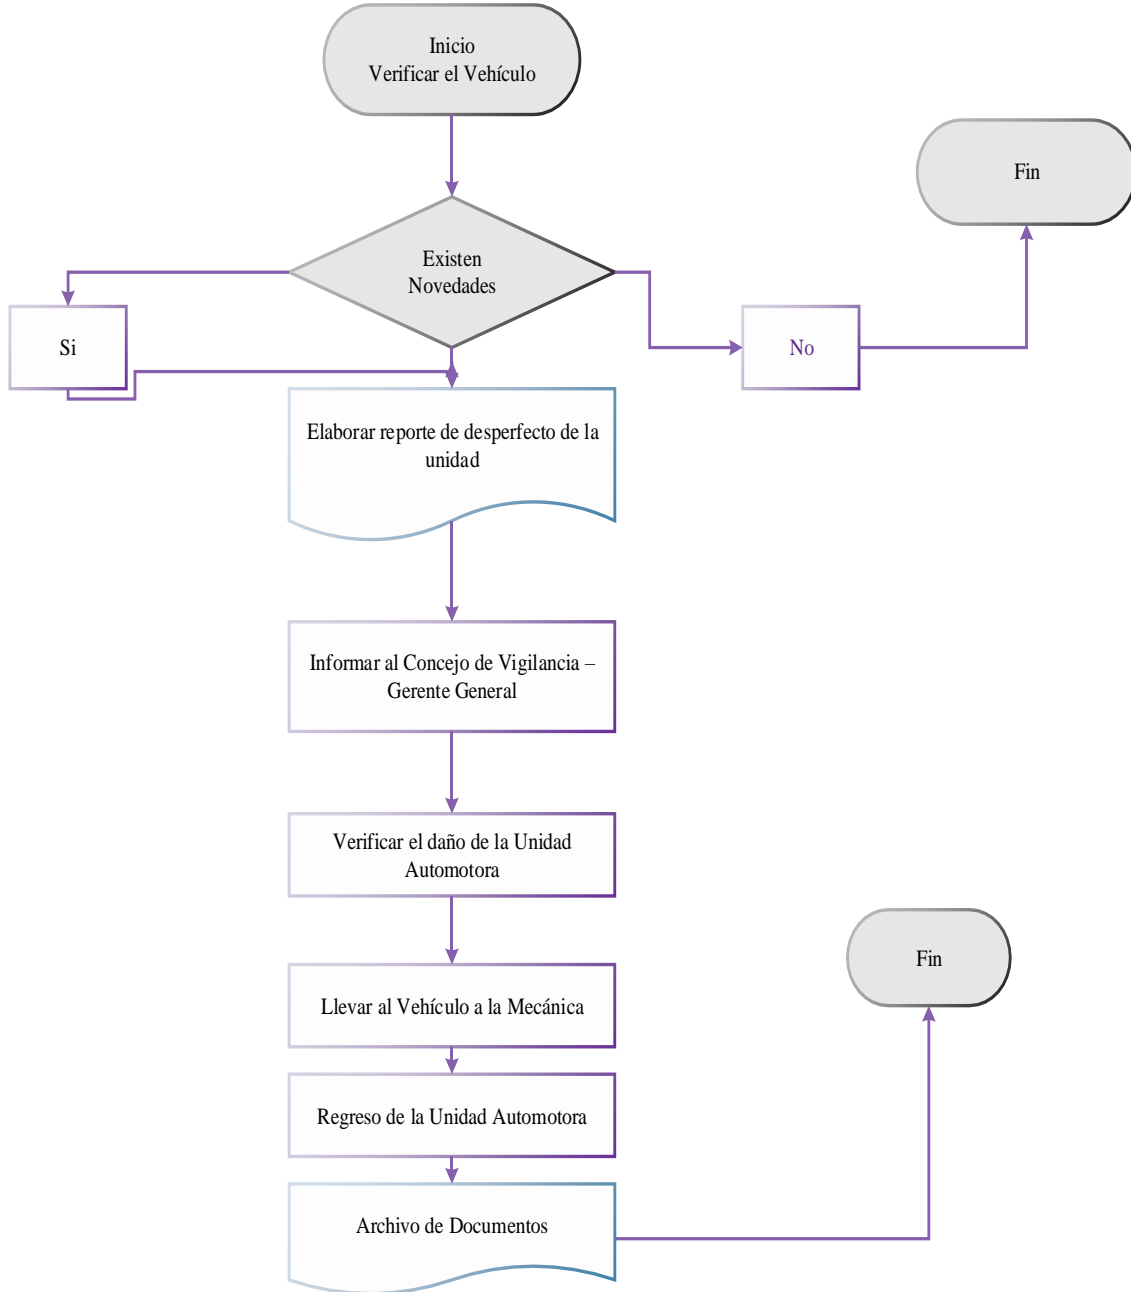 Inicio
Verificar el Vehículo
Fin
Existen
Novedades
Si
No
Elaborar reporte de desperfecto de la
unidad
Informar al Concejo de Vigilancia –
Gerente General
Verificar el daño de la Unidad
Automotora
Llevar al Vehículo a la Mecánica
Fin
Regreso de la Unidad Automotora
Archivo de Documentos